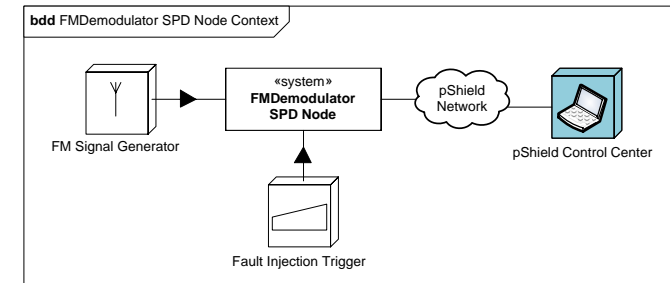 bdd FMDemodulator SPD Node Context
«system»
FMDemodulator
SPD Node
pShield
Network
FM Signal Generator
pShield Control Center
Fault Injection Trigger